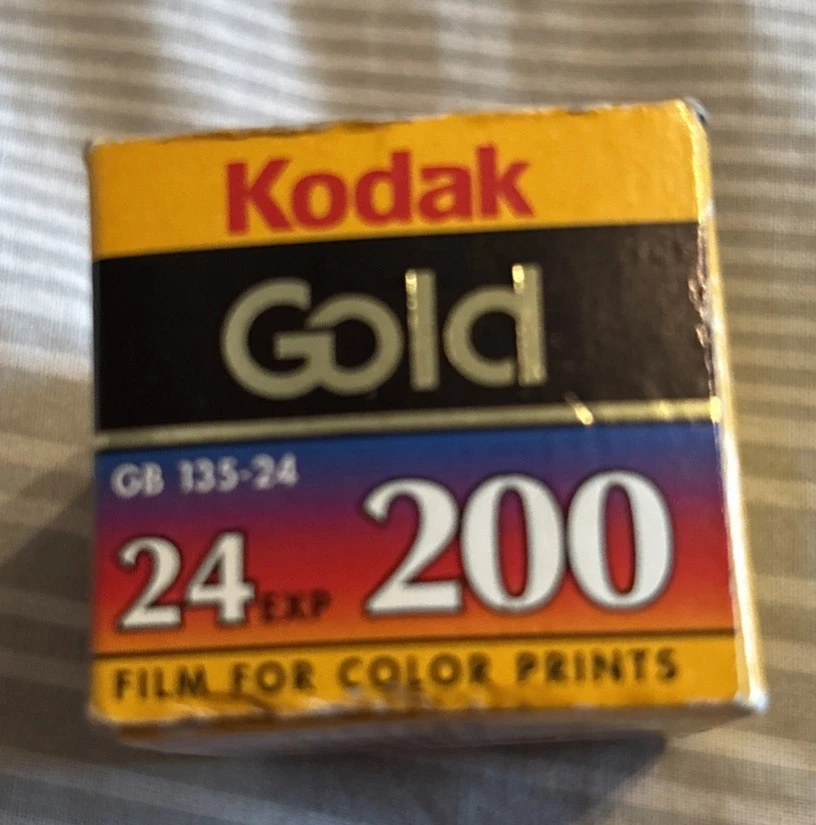 Kodak
Gold
GB 135-24
24 EXP 200
FILM FOR COLOR PRINTS